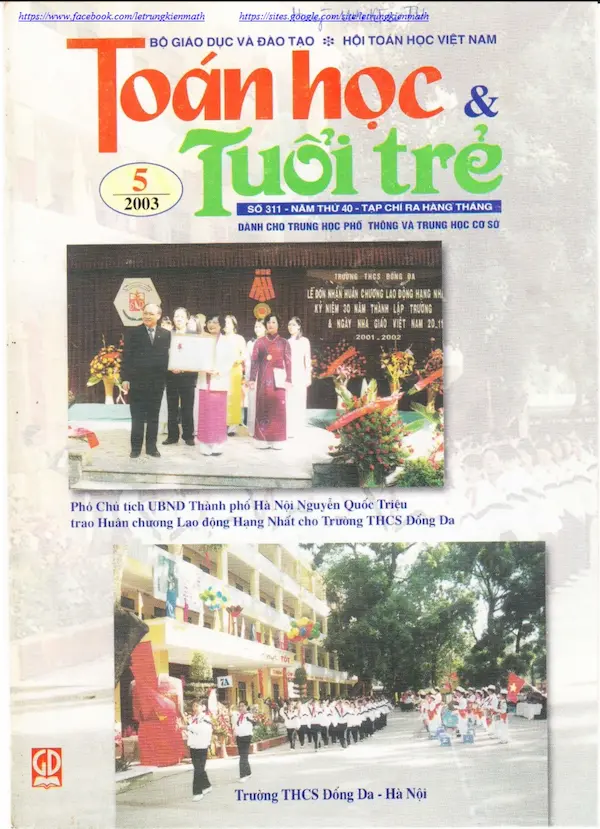 https://www.facebook.com/letrungkienmath https://sites.google.com/site/letrungkienmath
BỘ GIÁO DỤC VÀ ĐÀO TẠO ❉ HỘI TOÁN HỌC VIỆT NAM
Toán học &
Tuổi trẻ
5
2003
SỐ 311 - NĂM THỨ 40 - TẠP CHÍ RA HÀNG THÁNG
DÀNH CHO TRUNG HỌC PHỔ THÔNG VÀ TRUNG HỌC CƠ SỞ
TRƯỜNG THCS ĐỐNG ĐA
LỄ ĐÓN NHẬN HUÂN CHƯƠNG LAO ĐỘNG HẠNG NHẤ
KỶ NIỆM 30 NĂM THÀNH LẬP TRƯỜNG
& NGÀY NHÀ GIÁO VIỆT NAM 20_11
2001_2002
Phó Chủ tịch UBND Thành phố Hà Nội Nguyễn Quốc Triệu
trao Huân chương Lao động Hạng Nhất cho Trường THCS Đống Đa
7A
GD
Trường THCS Đống Đa - Hà Nội